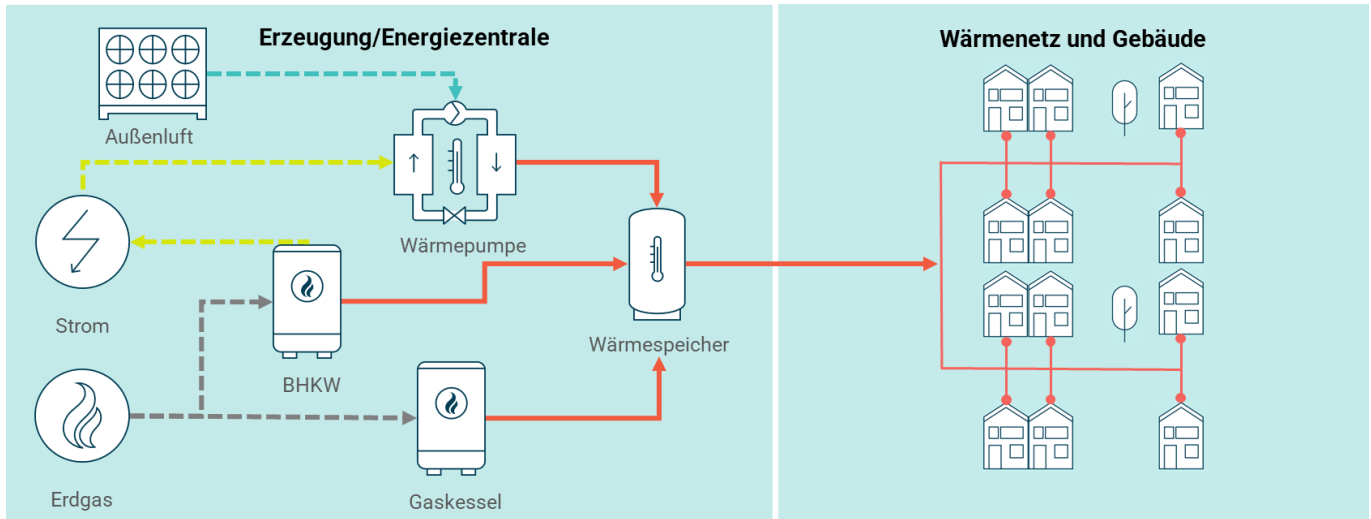 Erzeugung/Energiezentrale
Wärmenetz und Gebäude
Außenluft
Wärmepumpe
Strom
Wärmespeicher
BHKW
Erdgas
Gaskessel